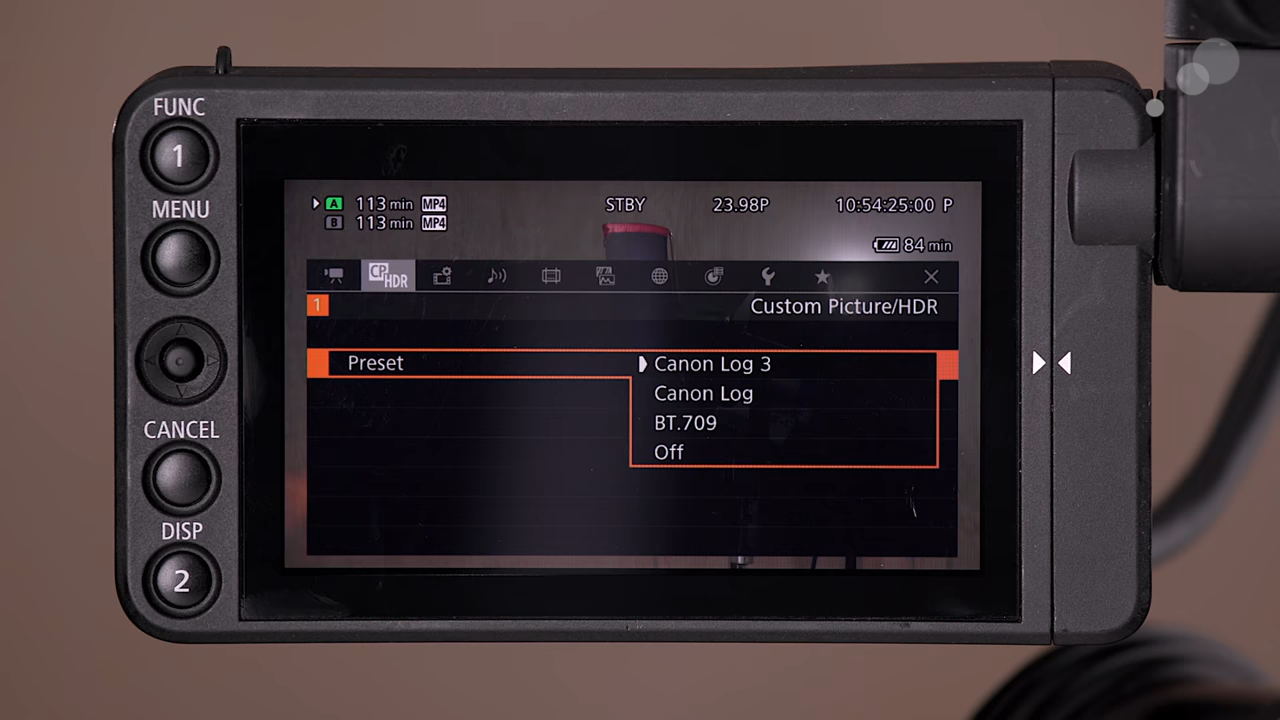 FUNC
1
MENU
CANCEL
DISP
2
A 113 min MP4
B 113 min MP4
STBY
23.98P
10:54:25:00 P
84 min
CP HDR
1
Custom Picture/HDR
Preset
Canon Log 3
Canon Log
BT.709
Off